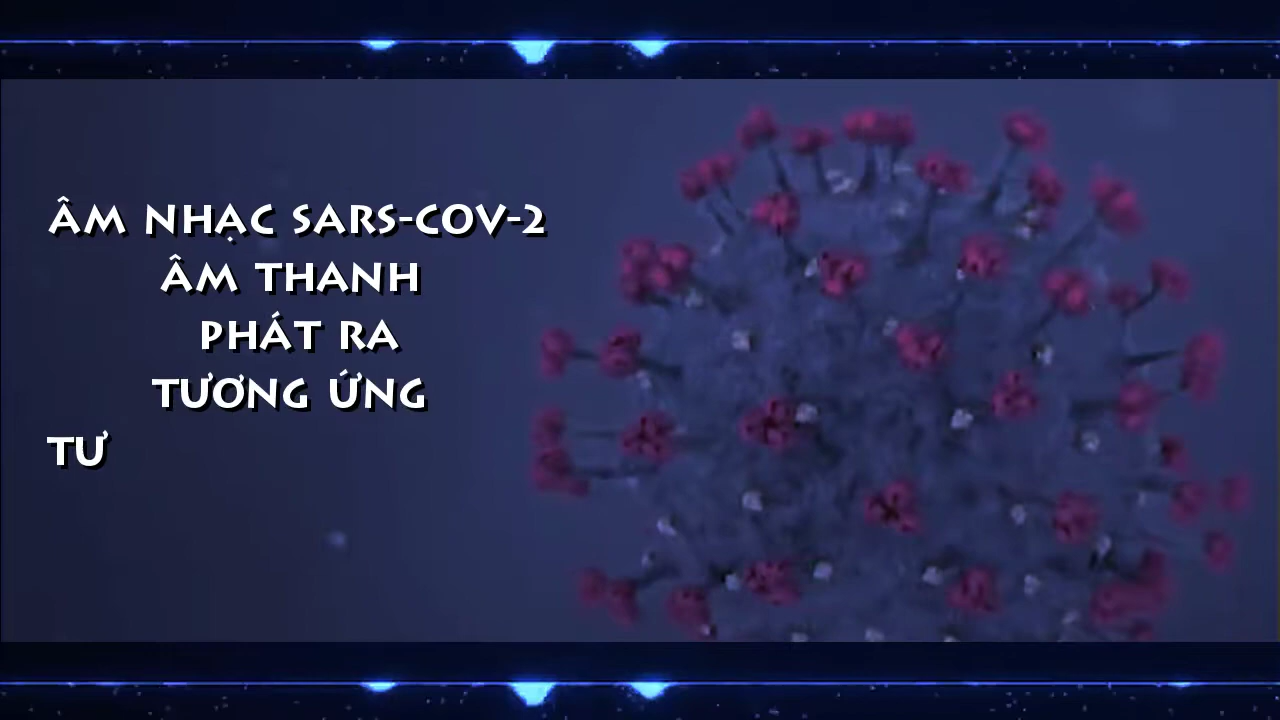 ÂM NHẠC SARS-COV-2
ÂM THANH
PHÁT RA
TƯƠNG ỨNG
TƯ